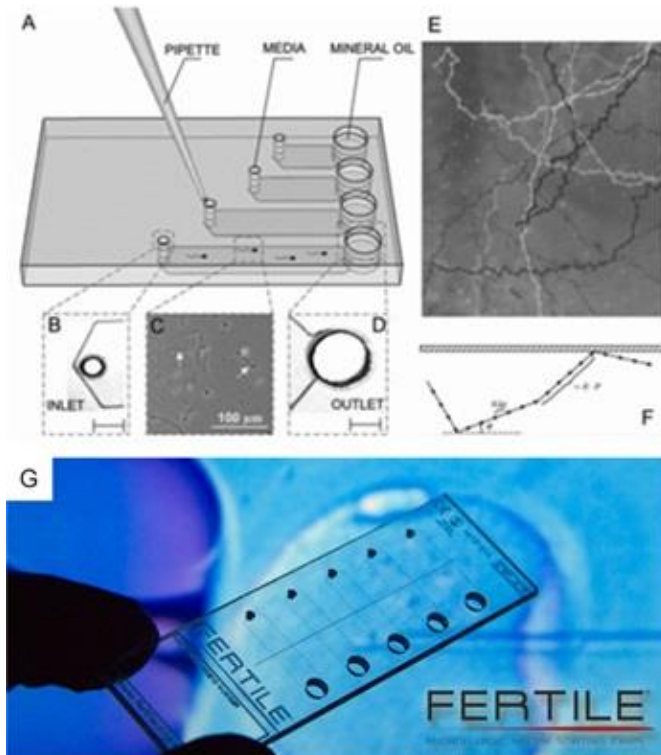 A
PIPETTE
MEDIA
MINERAL OIL
E
B
INLET
C
100 µm
D
OUTLET
F
G
FERTILE
FERTILE